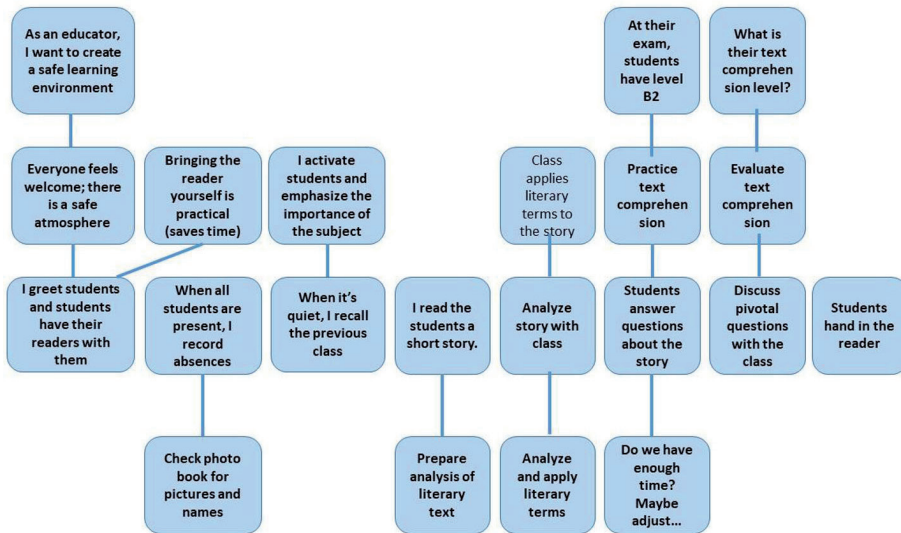 As an educator,
I want to create
a safe learning
environment
At their
exam,
students
have level
B2
What is
their text
comprehen
sion level?
Everyone feels
welcome; there
is a safe
atmosphere
Bringing the
reader
yourself is
practical
(saves time)
I activate
students and
emphasize the
importance of
the subject
Class
applies
literary
terms to
the story
Practice
text
comprehen
sion
Evaluate
text
comprehen
sion
I greet students
and students
have their
readers with
them
When all
students are
present, I
record
absences
When it’s
quiet, I recall
the previous
class
I read the
students a
short story.
Analyze
story with
class
Students
answer
questions
about the
story
Discuss
pivotal
questions
with the
class
Students
hand in the
reader
Check photo
book for
pictures and
names
Prepare
analysis of
literary
text
Analyze
and apply
literary
terms
Do we have
enough
time?
Maybe
adjust…